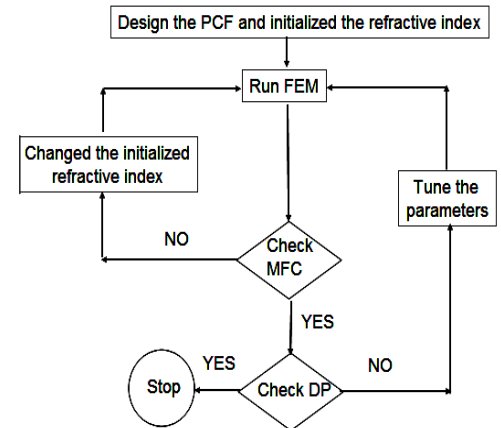 Design the PCF and initialized the refractive index
Run FEM
Changed the initialized
refractive index
Tune the
parameters
NO
Check
MFC
YES
YES
NO
Stop
Check DP